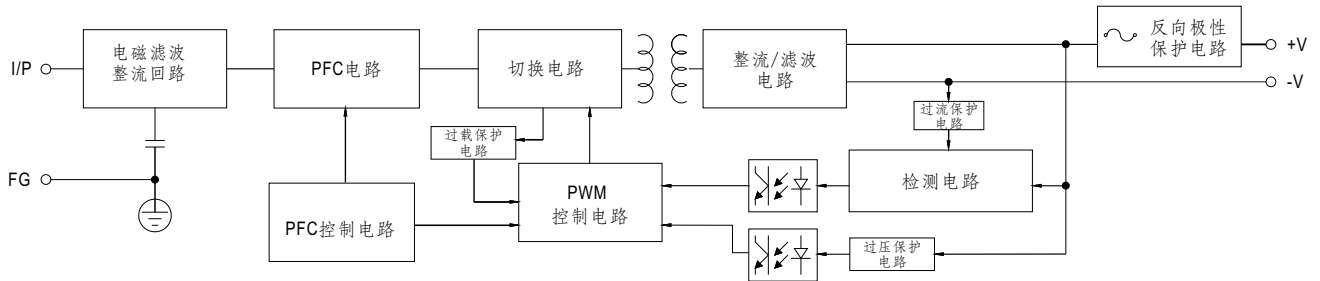 I/P
电磁滤波
整流回路
PFC电路
切换电路
整流/滤波
电路
反向极性
保护电路
+V
-V
过流保护
电路
过载保护
电路
FG
PFC控制电路
PWM
控制电路
检测电路
过压保护
电路